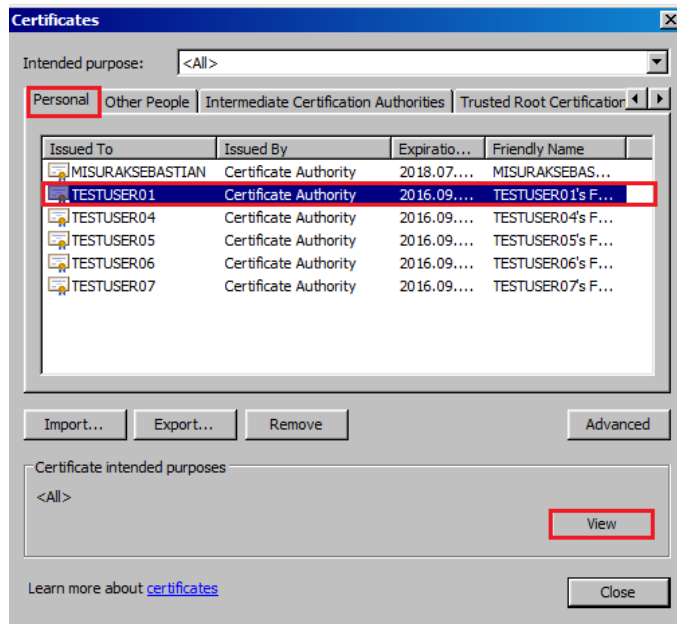 Certificates
Intended purpose: <All>
Personal Other People Intermediate Certification Authorities Trusted Root Certification
Issued To Issued By Expiratio... Friendly Name
MISURAKSEBASTIAN Certificate Authority 2018.07.... MISURAKSEBAS...
TESTUSER01 Certificate Authority 2016.09.... TESTUSER01's F...
TESTUSER04 Certificate Authority 2016.09.... TESTUSER04's F...
TESTUSER05 Certificate Authority 2016.09.... TESTUSER05's F...
TESTUSER06 Certificate Authority 2016.09.... TESTUSER06's F...
TESTUSER07 Certificate Authority 2016.09.... TESTUSER07's F...
Import... Export... Remove Advanced
Certificate intended purposes
<All>
View
Learn more about certificates
Close